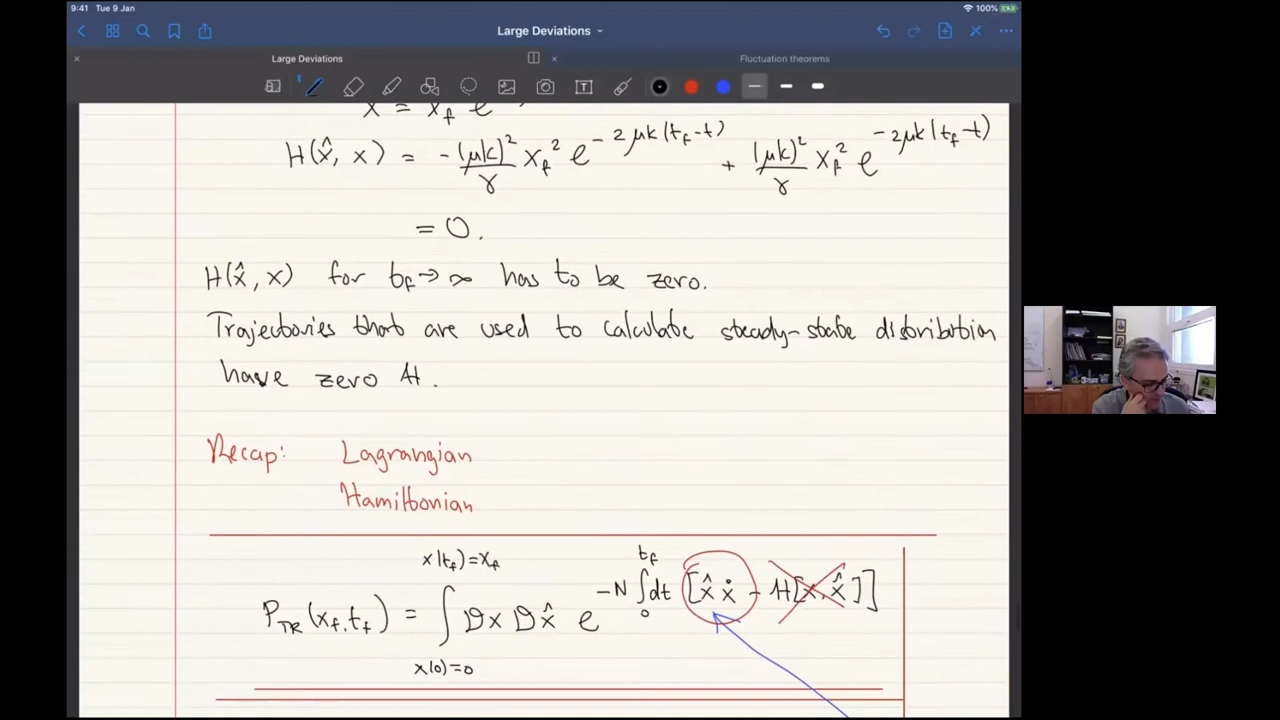 9:41 Tue 9 Jan 100%
Large Deviations
Large Deviations Fluctuation theorems
x = x_f e
H(x̂, x) = - (μk)²/γ x_f² e^{-2μk(t_f-t)} + (μk)²/γ x_f² e^{-2μk(t_f-t)}
= 0.
H(x̂, x) for t_f → ∞ has to be zero.
Trajectories that are used to calculate steady-state distribution
have zero H.
Recap: Lagrangian
Hamiltonian
P_TR(x_f, t_f) = ∫_{x(0)=0}^{x(t_f)=x_f} Dx Dx̂ e^{-N ∫_0^{t_f} dt [x̂ẋ - H[x, x̂]]}